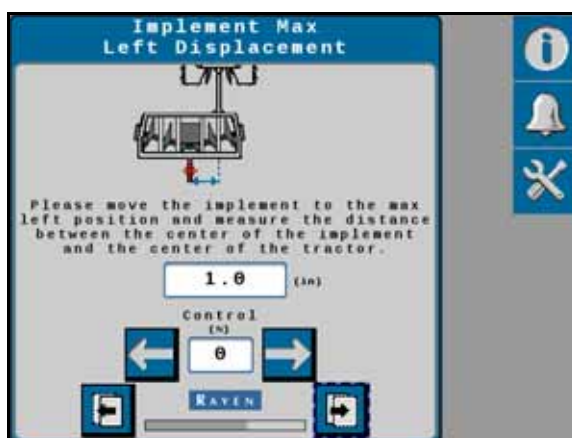 Implement Max
Left Displacement
Please move the implement to the max
left position and measure the distance
between the center of the implement
and the center of the tractor.
1.0 (in)
Control
(%)
0
RAVEN